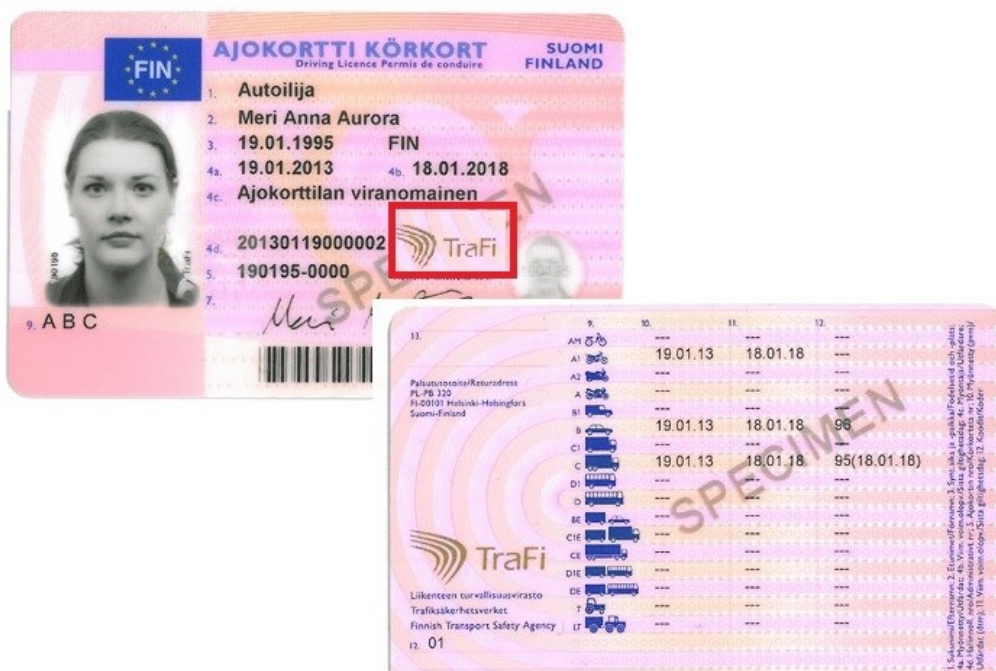 FIN
AJOKORTTI KÖRKORT
Driving Licence Permis de conduire
SUOMI
FINLAND
1. Autoilija
2. Meri Anna Aurora
3. 19.01.1995 FIN
4a. 19.01.2013 4b. 18.01.2018
4c. Ajokorttilan viranomainen
4d. 20130119000002
TraFi
5. 190195-0000
7.
9. A B C
SPECIMEN
13. 9. 10. 11. 12.
AM --- --- ---
A1 19.01.13 18.01.18 ---
A2 --- --- ---
A --- --- ---
B1 --- ---
B 19.01.13 18.01.18 96
C1 --- --- ---
C 19.01.13 18.01.18 95(18.01.18)
D1 --- --- ---
D --- --- ---
BE --- --- ---
C1E --- --- ---
CE --- --- ---
D1E --- --- ---
DE --- --- ---
T --- --- ---
LT --- --- ---
Palautusosoite/Returadress
PL-PB 320
FI-00101 Helsinki-Helsingfors
Suomi-Finland
SPECIMEN
TraFi
Liikenteen turvallisuusvirasto
Trafiksäkerhetsverket
Finnish Transport Safety Agency
12. 01